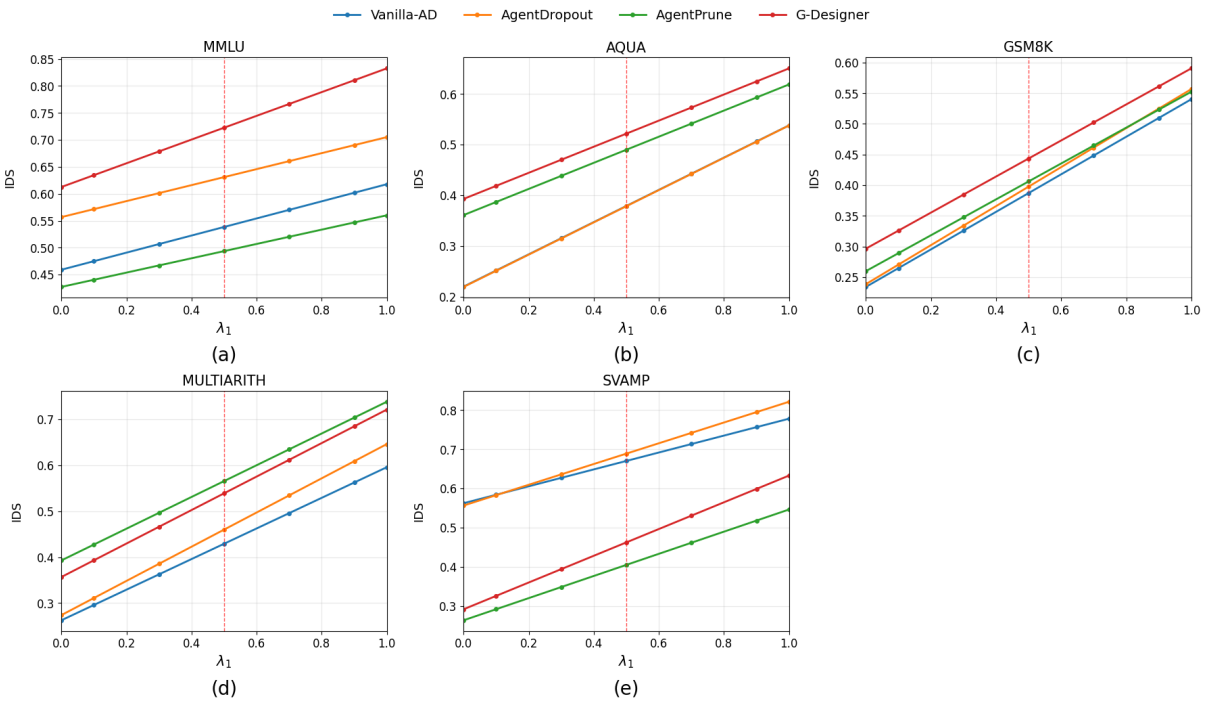 Vanilla-AD AgentDropout AgentPrune G-Designer
MMLU
0.85
0.80
0.75
0.70
0.65
0.60
0.55
0.50
0.45
IDS
0.0 0.2 0.4 0.6 0.8 1.0
λ₁
(a)
AQUA
0.6
0.5
0.4
0.3
0.2
IDS
0.0 0.2 0.4 0.6 0.8 1.0
λ₁
(b)
GSM8K
0.60
0.55
0.50
0.45
0.40
0.35
0.30
0.25
IDS
0.0 0.2 0.4 0.6 0.8 1.0
λ₁
(c)
MULTIARITH
0.7
0.6
0.5
0.4
0.3
IDS
0.0 0.2 0.4 0.6 0.8 1.0
λ₁
(d)
SVAMP
0.8
0.7
0.6
0.5
0.4
0.3
IDS
0.0 0.2 0.4 0.6 0.8 1.0
λ₁
(e)